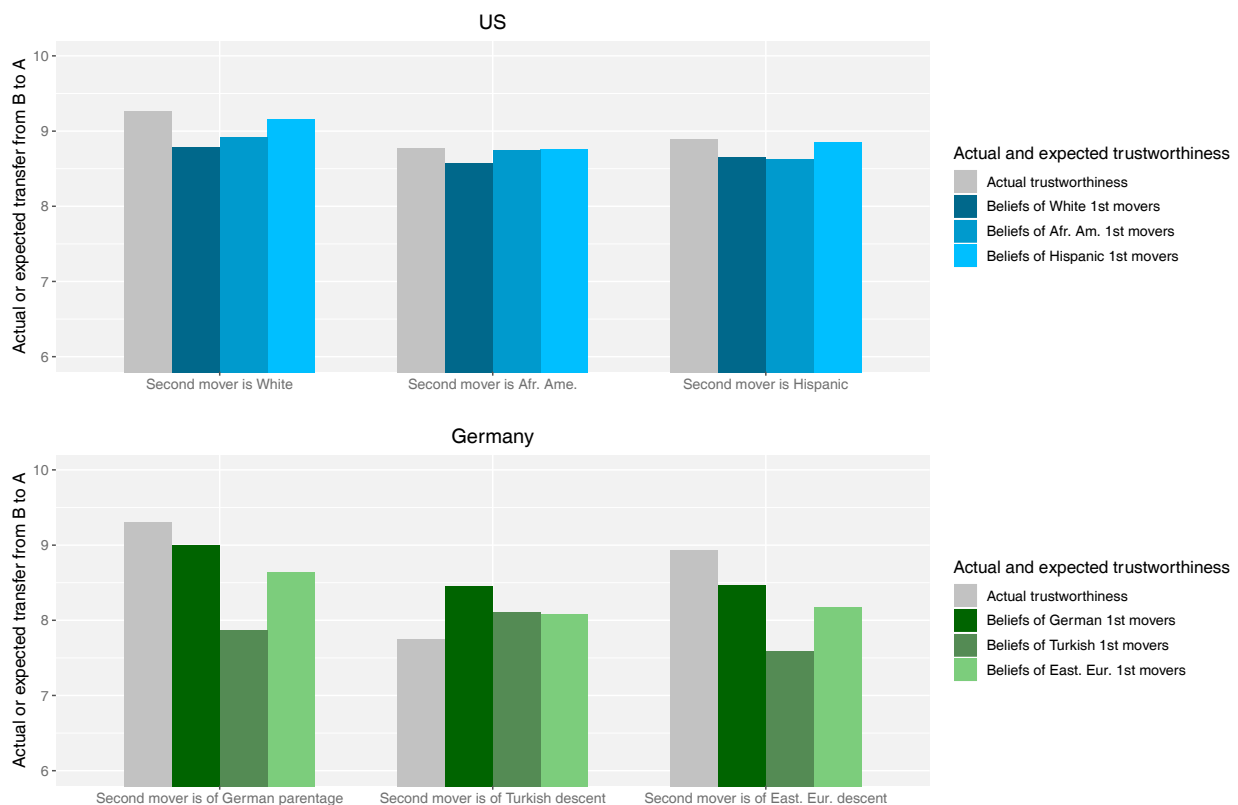 US
Actual or expected transfer from B to A
10
9
8
7
6
Second mover is White
Second mover is Afr. Ame.
Second mover is Hispanic
Actual and expected trustworthiness
Actual trustworthiness
Beliefs of White 1st movers
Beliefs of Afr. Am. 1st movers
Beliefs of Hispanic 1st movers
Germany
Actual or expected transfer from B to A
10
9
8
7
6
Second mover is of German parentage
Second mover is of Turkish descent
Second mover is of East. Eur. descent
Actual and expected trustworthiness
Actual trustworthiness
Beliefs of German 1st movers
Beliefs of Turkish 1st movers
Beliefs of East. Eur. 1st movers